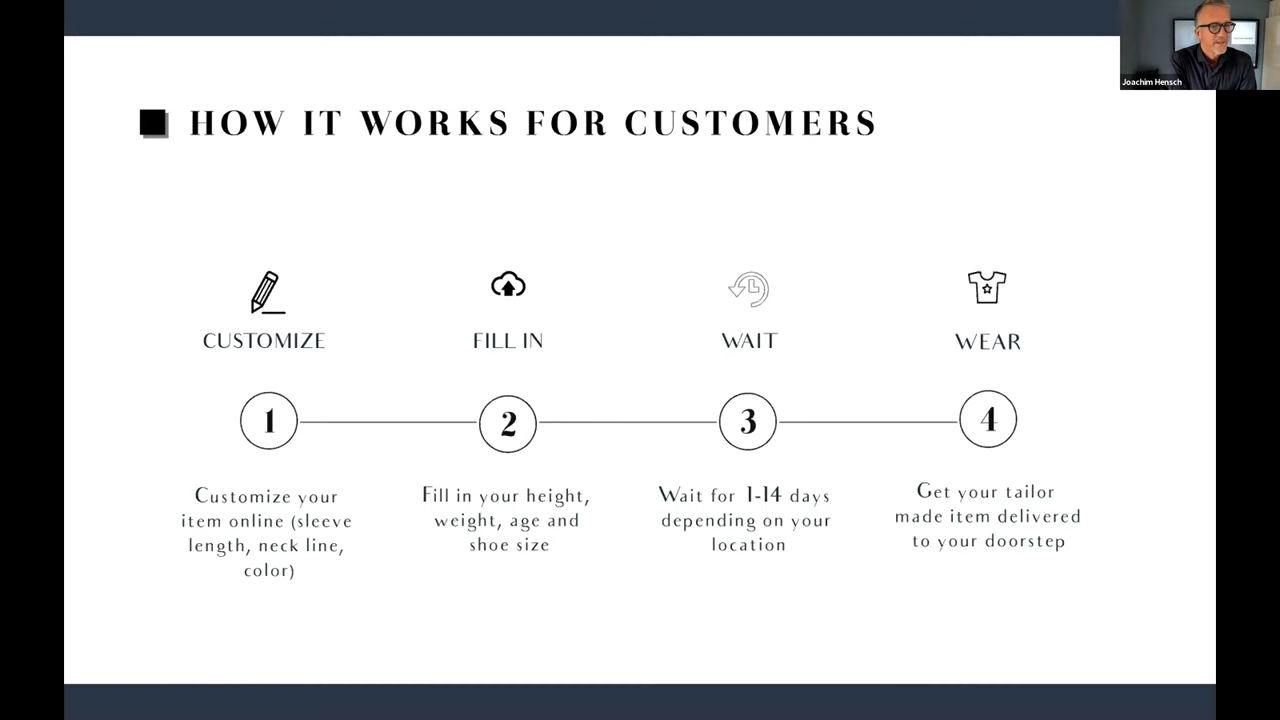 Joachim Hensch
HOW IT WORKS FOR CUSTOMERS
CUSTOMIZE
FILL IN
WAIT
WEAR
1
2
3
4
Customize your
item online (sleeve
length, neck line,
color)
Fill in your height,
weight, age and
shoe size
Wait for 1-14 days
depending on your
location
Get your tailor
made item delivered
to your doorstep